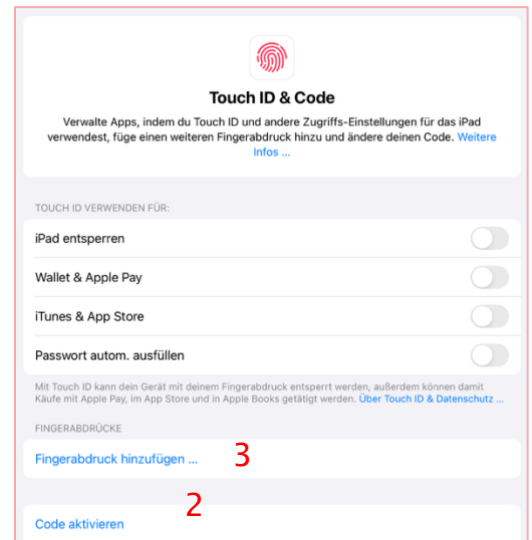 Touch ID & Code
Verwalte Apps, indem du Touch ID und andere Zugriffs-Einstellungen für das iPad
verwendest, füge einen weiteren Fingerabdruck hinzu und ändere deinen Code. Weitere
Infos ...
TOUCH ID VERWENDEN FÜR:
iPad entsperren
Wallet & Apple Pay
iTunes & App Store
Passwort autom. ausfüllen
Mit Touch ID kann dein Gerät mit deinem Fingerabdruck entsperrt werden, außerdem können damit
Käufe mit Apple Pay, im App Store und in Apple Books getätigt werden. Über Touch ID & Datenschutz ...
FINGERABDRÜCKE
Fingerabdruck hinzufügen ... 3
2
Code aktivieren